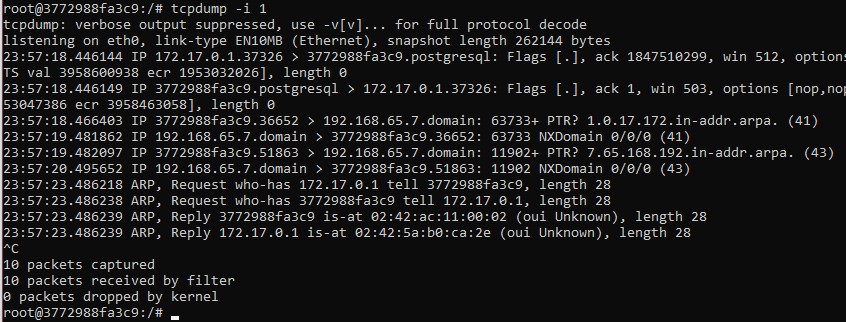 root@3772988fa3c9:/# tcpdump -i 1
tcpdump: verbose output suppressed, use -v[v]... for full protocol decode
listening on eth0, link-type EN10MB (Ethernet), snapshot length 262144 bytes
23:57:18.446144 IP 172.17.0.1.37326 > 3772988fa3c9.postgresql: Flags [.], ack 1847510299, win 512, options
TS val 3958600938 ecr 1953032026], length 0
23:57:18.446149 IP 3772988fa3c9.postgresql > 172.17.0.1.37326: Flags [.], ack 1, win 503, options [nop,nop
53047386 ecr 3958463058], length 0
23:57:18.466403 IP 3772988fa3c9.36652 > 192.168.65.7.domain: 63733+ PTR? 1.0.17.172.in-addr.arpa. (41)
23:57:19.481862 IP 192.168.65.7.domain > 3772988fa3c9.36652: 63733 NXDomain 0/0/0 (41)
23:57:19.482097 IP 3772988fa3c9.51863 > 192.168.65.7.domain: 11902+ PTR? 7.65.168.192.in-addr.arpa. (43)
23:57:20.495652 IP 192.168.65.7.domain > 3772988fa3c9.51863: 11902 NXDomain 0/0/0 (43)
23:57:23.486218 ARP, Request who-has 172.17.0.1 tell 3772988fa3c9, length 28
23:57:23.486238 ARP, Request who-has 3772988fa3c9 tell 172.17.0.1, length 28
23:57:23.486239 ARP, Reply 3772988fa3c9 is-at 02:42:ac:11:00:02 (oui Unknown), length 28
23:57:23.486239 ARP, Reply 172.17.0.1 is-at 02:42:5a:b0:ca:2e (oui Unknown), length 28
^C
10 packets captured
10 packets received by filter
0 packets dropped by kernel
root@3772988fa3c9:/#